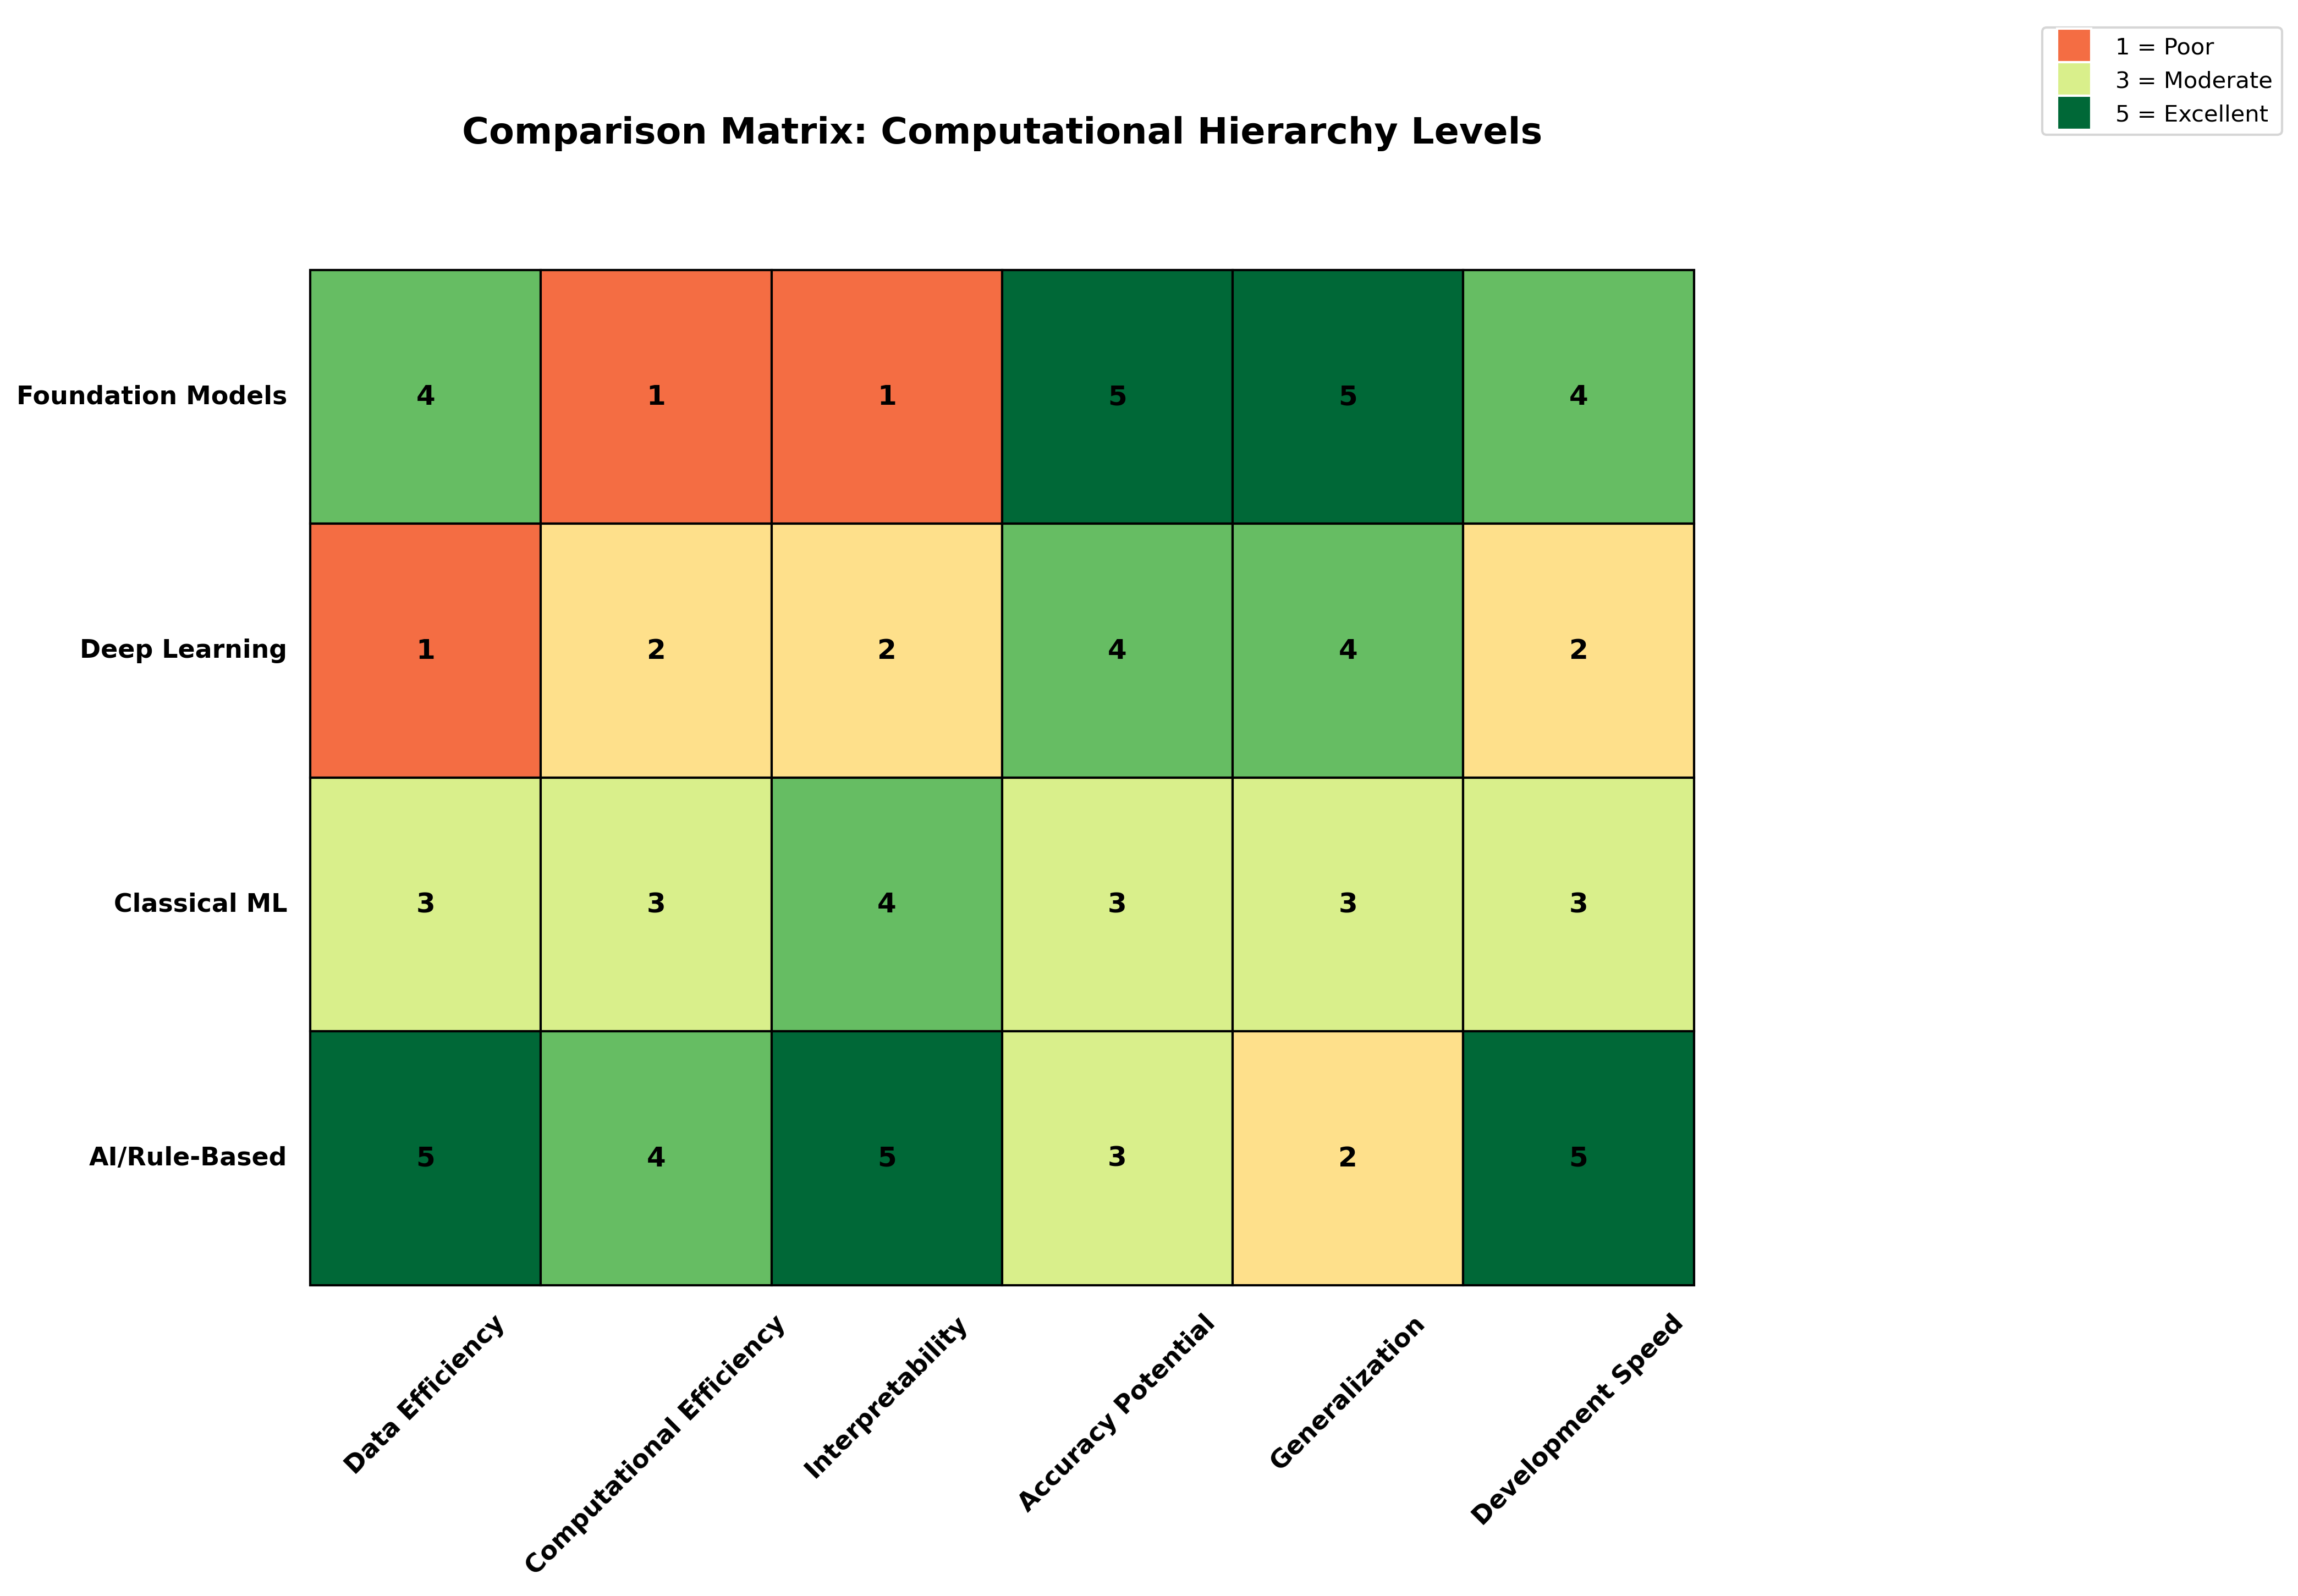 1 = Poor
3 = Moderate
5 = Excellent
Comparison Matrix: Computational Hierarchy Levels
Foundation Models 4 1 1 5 5 4
Deep Learning 1 2 2 4 4 2
Classical ML 3 3 4 3 3 3
AI/Rule-Based 5 4 5 3 2 5
Data Efficiency
Computational Efficiency
Interpretability
Accuracy Potential
Generalization
Development Speed